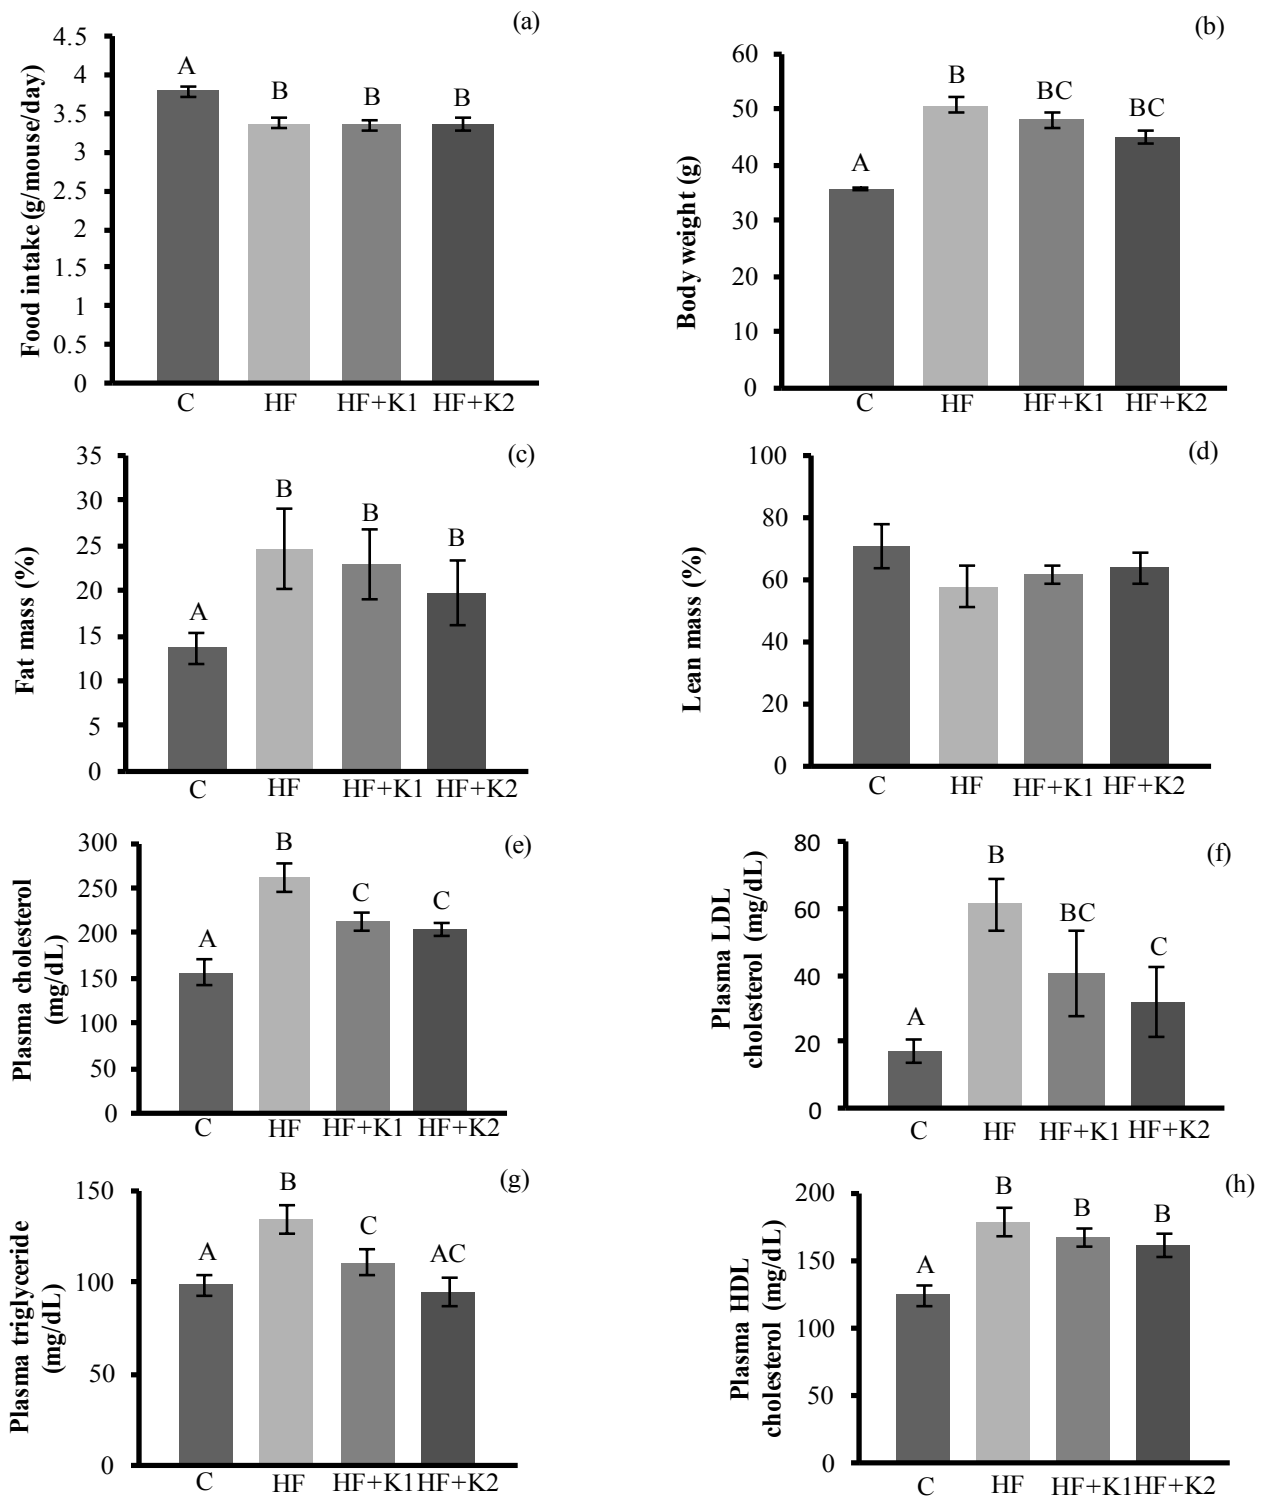 (a)
Food intake (g/mouse/day)
4.5
4
3.5
3
2.5
2
1.5
1
0.5
0
A
B
B
B
C HF HF+K1 HF+K2
(b)
Body weight (g)
60
50
40
30
20
10
0
A
B
BC
BC
C HF HF+K1 HF+K2
(c)
Fat mass (%)
35
30
25
20
15
10
5
0
A
B
B
B
C HF HF+K1 HF+K2
(d)
Lean mass (%)
100
80
60
40
20
0
C HF HF+K1 HF+K2
(e)
Plasma cholesterol
(mg/dL)
300
250
200
150
100
50
0
A
B
C
C
C HF HF+K1 HF+K2
(f)
Plasma LDL
cholesterol (mg/dL)
80
60
40
20
0
A
B
BC
C
C HF HF+K1 HF+K2
(g)
Plasma triglyceride
(mg/dL)
150
100
50
0
A
B
C
AC
C HF HF+K1 HF+K2
(h)
Plasma HDL
cholesterol (mg/dL)
200
150
100
50
0
A
B
B
B
C HF HF+K1 HF+K2